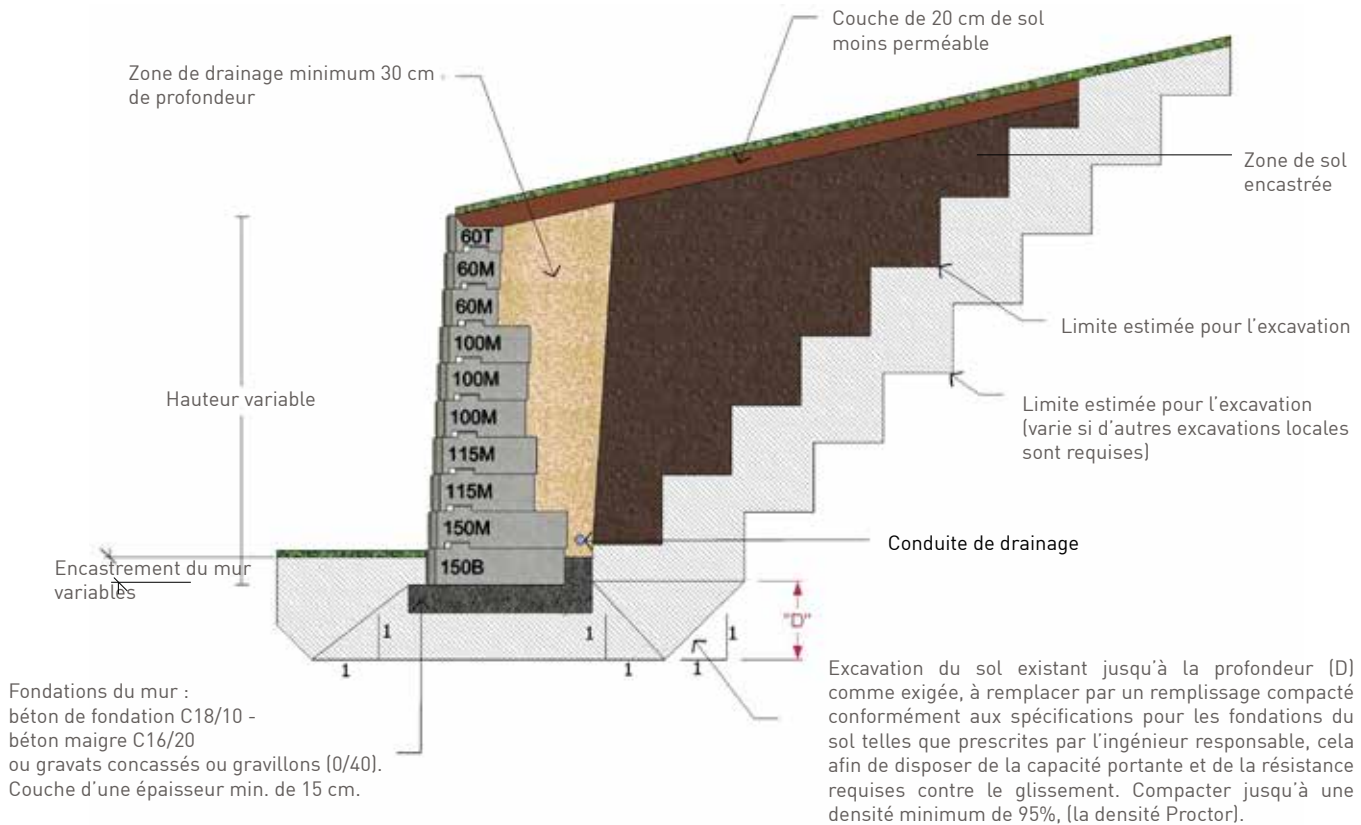 Couche de 20 cm de sol
moins perméable
Zone de drainage minimum 30 cm
de profondeur
Zone de sol
encastrée
60T
60M
60M
100M
100M
100M
115M
115M
150M
150B
Hauteur variable
Limite estimée pour l'excavation
Limite estimée pour l'excavation
(varie si d'autres excavations locales
sont requises)
Conduite de drainage
Encastrement du mur
variables
"D"
1
1
1
1
1
1
Fondations du mur :
béton de fondation C18/10 -
béton maigre C16/20
ou gravats concassés ou gravillons (0/40).
Couche d'une épaisseur min. de 15 cm.
Excavation du sol existant jusqu'à la profondeur (D)
comme exigée, à remplacer par un remplissage compacté
conformément aux spécifications pour les fondations du
sol telles que prescrites par l'ingénieur responsable, cela
afin de disposer de la capacité portante et de la résistance
requises contre le glissement. Compacter jusqu'à une
densité minimum de 95%, (la densité Proctor).